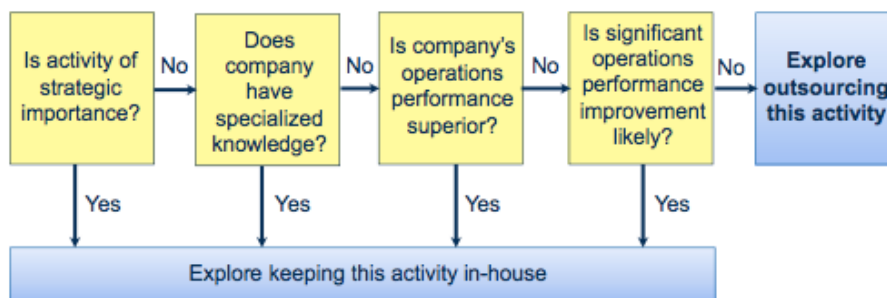 Is activity of
strategic
importance?
No
Does
company
have
specialized
knowledge?
No
Is company's
operations
performance
superior?
No
Is significant
operations
performance
improvement
likely?
No
Explore
outsourcing
this activity
Yes
Yes
Yes
Yes
Explore keeping this activity in-house